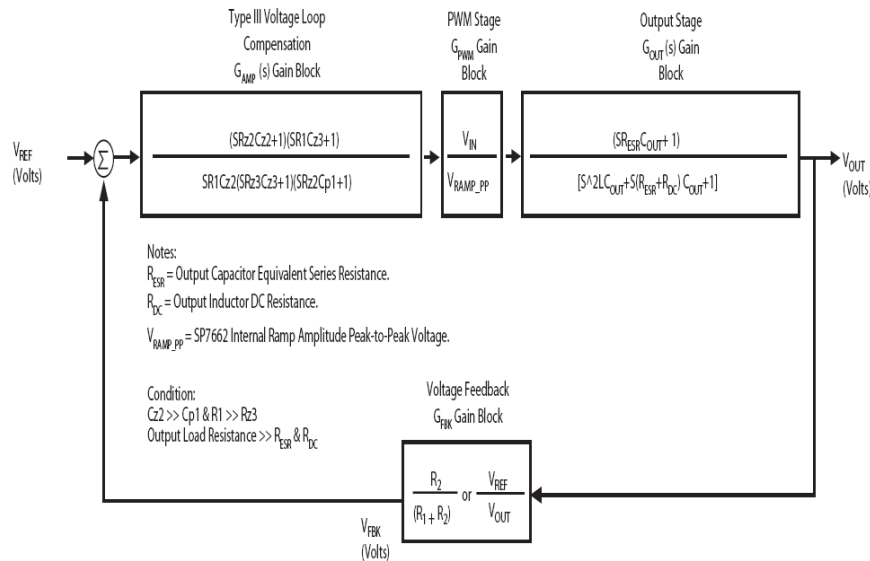 Type III Voltage Loop
Compensation
G_AMP (s) Gain Block
PWM Stage
G_PWM Gain
Block
Output Stage
G_OUT (s) Gain
Block
V_REF
(Volts)
Σ
(SRz2Cz2+1)(SR1Cz3+1)
SR1Cz2(SRz3Cz3+1)(SRz2Cp1+1)
V_IN
V_RAMP_PP
(SR_ESR C_OUT+ 1)
[S^2LC_OUT+S(R_ESR+R_DC) C_OUT+1]
V_OUT
(Volts)
Notes:
R_ESR = Output Capacitor Equivalent Series Resistance.
R_DC = Output Inductor DC Resistance.
V_RAMP_PP = SP7662 Internal Ramp Amplitude Peak-to-Peak Voltage.
Condition:
Cz2 >> Cp1 & R1 >> Rz3
Output Load Resistance >> R_ESR & R_DC
Voltage Feedback
G_FBK Gain Block
R_2
(R_1 + R_2)
or
V_REF
V_OUT
V_FBK
(Volts)